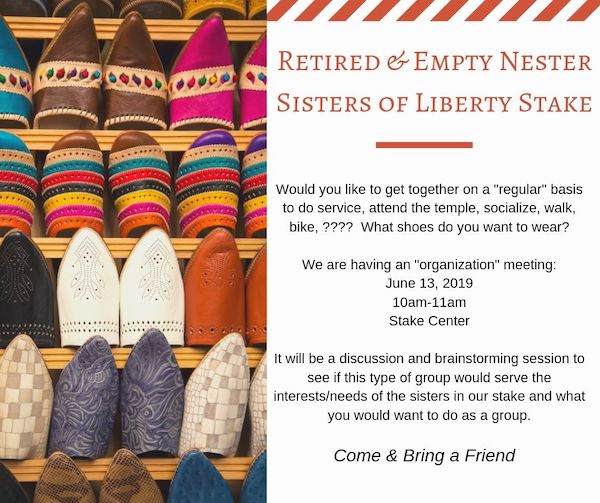 Retired & Empty Nester
Sisters of Liberty Stake
Would you like to get together on a "regular" basis
to do service, attend the temple, socialize, walk,
bike, ???? What shoes do you want to wear?
We are having an "organization" meeting:
June 13, 2019
10am-11am
Stake Center
It will be a discussion and brainstorming session to
see if this type of group would serve the
interests/needs of the sisters in our stake and what
you would want to do as a group.
Come & Bring a Friend